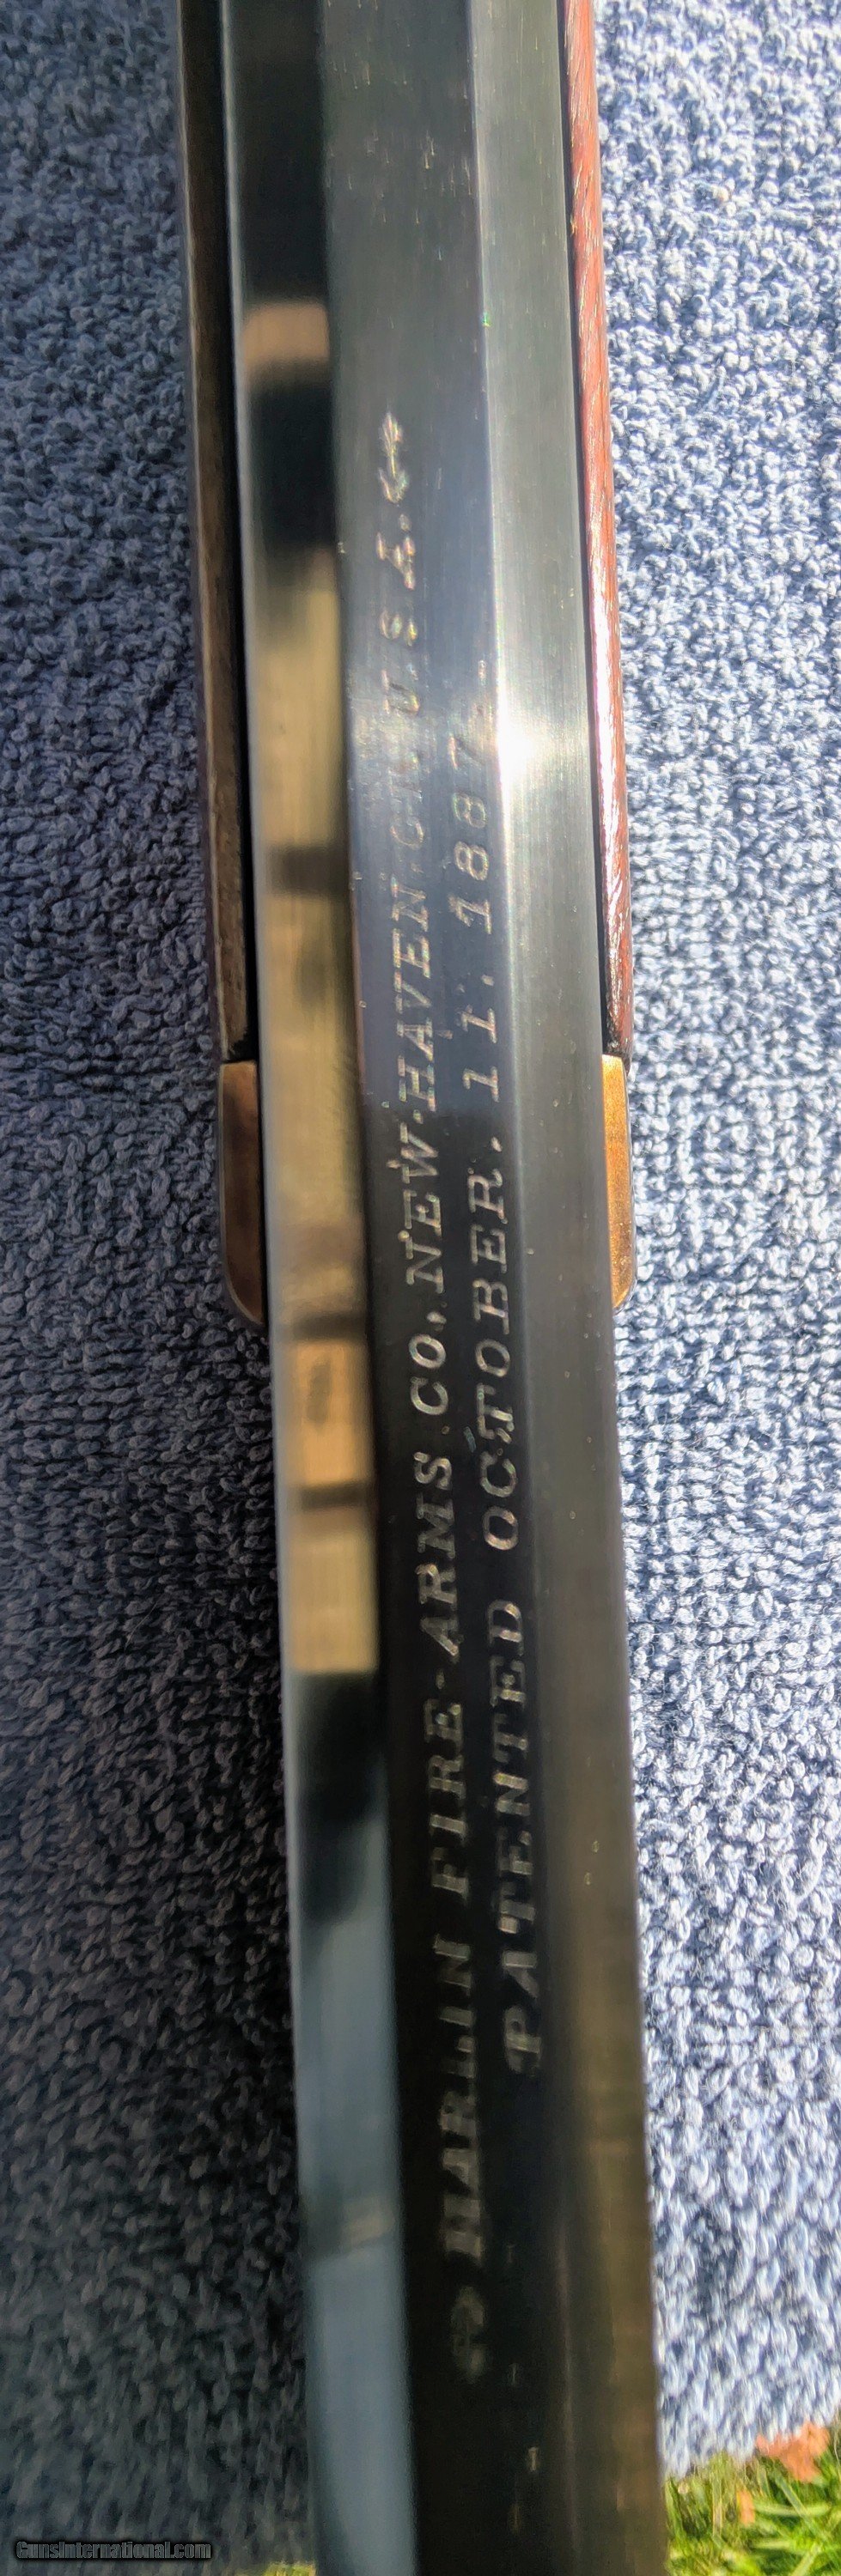 MARLIN FIRE-ARMS CO. NEW-HAVEN CT. U.S.A.
PATENTED OCTOBER. 11. 1887.
GunsInternational.com